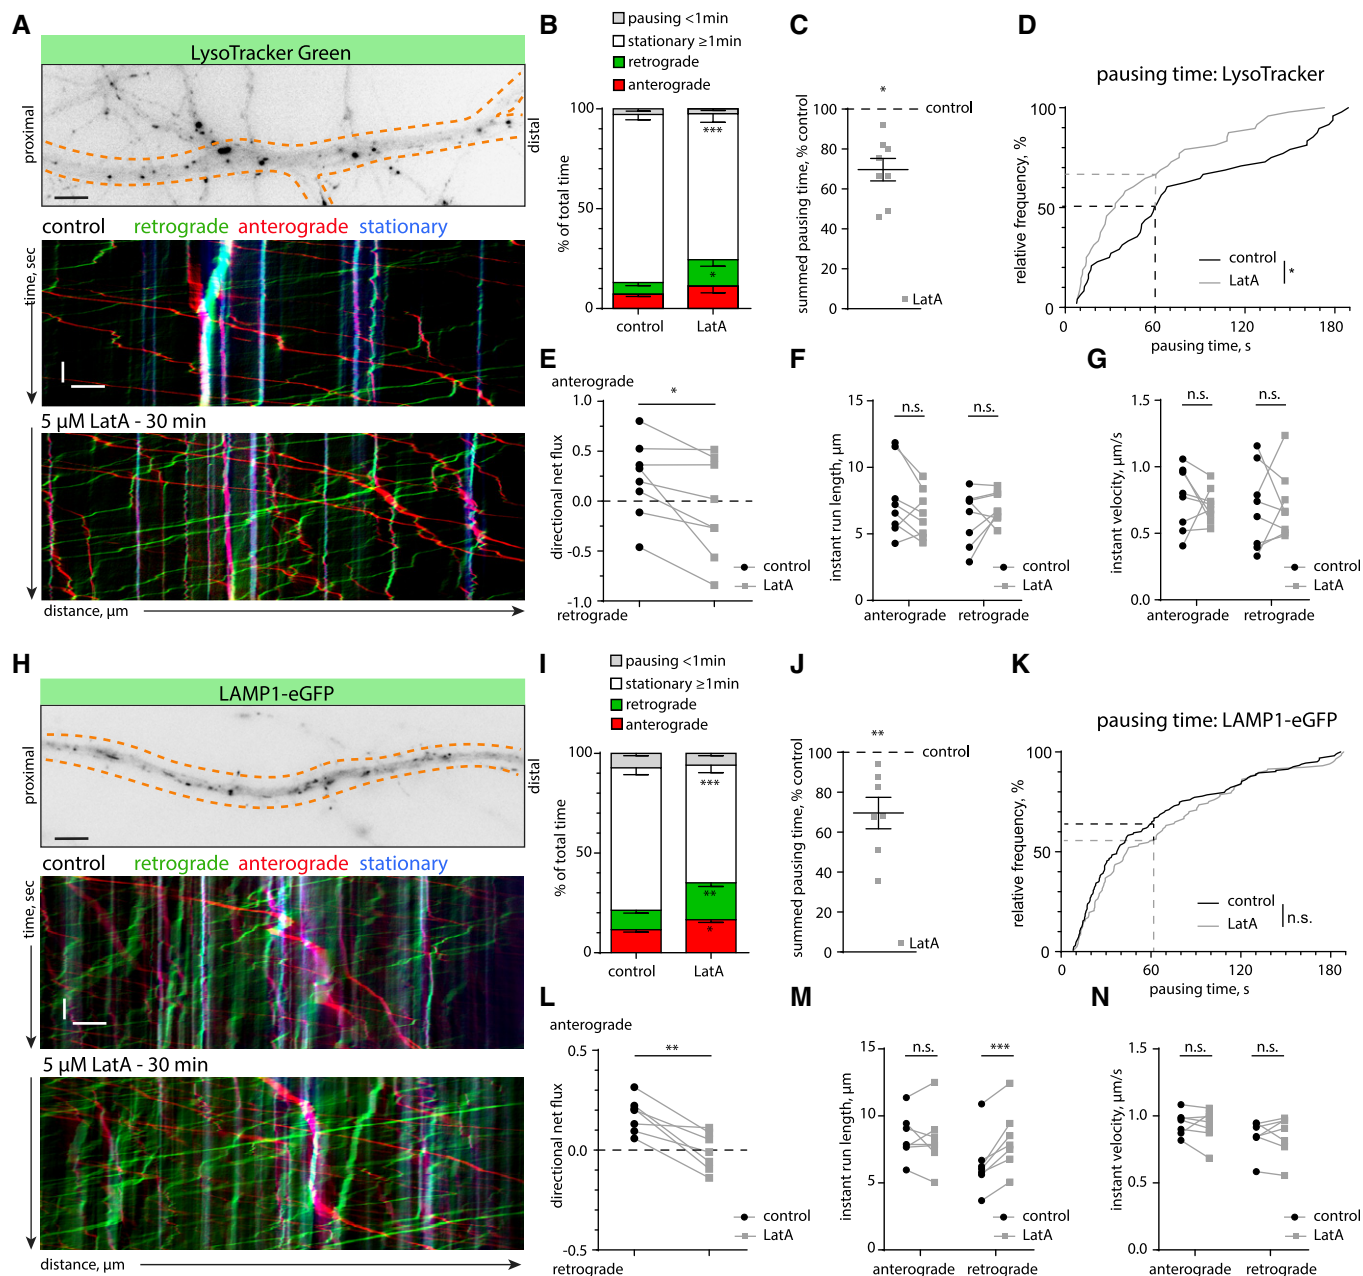 A
LysoTracker Green
proximal
distal
control retrograde anterograde stationary
time, sec
5 µM LatA - 30 min
distance, µm
B
pausing <1min
stationary ≥1min
retrograde
anterograde
% of total time
100
50
0
***
*
control LatA
C
summed pausing time, % control
*
100
80
60
40
20
0
control
LatA
D
pausing time: LysoTracker
relative frequency, %
100
50
0
control
LatA
*
0 60 120 190
pausing time, s
E
anterograde
directional net flux
1.0
0.5
0.0
-0.5
-1.0
*
control
LatA
retrograde
F
instant run length, µm
15
10
5
0
n.s. n.s.
control
LatA
anterograde retrograde
G
instant velocity, µm/s
1.5
1.0
0.5
0.0
n.s. n.s.
control
LatA
anterograde retrograde
H
LAMP1-eGFP
proximal
distal
control retrograde anterograde stationary
time, sec
5 µM LatA - 30 min
distance, µm
I
pausing <1min
stationary ≥1min
retrograde
anterograde
% of total time
100
50
0
***
**
*
control LatA
J
summed pausing time, % control
**
100
80
60
40
20
0
control
LatA
K
pausing time: LAMP1-eGFP
relative frequency, %
100
50
0
control
LatA
n.s.
0 60 120 190
pausing time, s
L
anterograde
directional net flux
0.5
0.0
-0.5
**
control
LatA
retrograde
M
instant run length, µm
15
10
5
0
n.s. ***
control
LatA
anterograde retrograde
N
instant velocity, µm/s
1.5
1.0
0.5
0.0
n.s. n.s.
control
LatA
anterograde retrograde